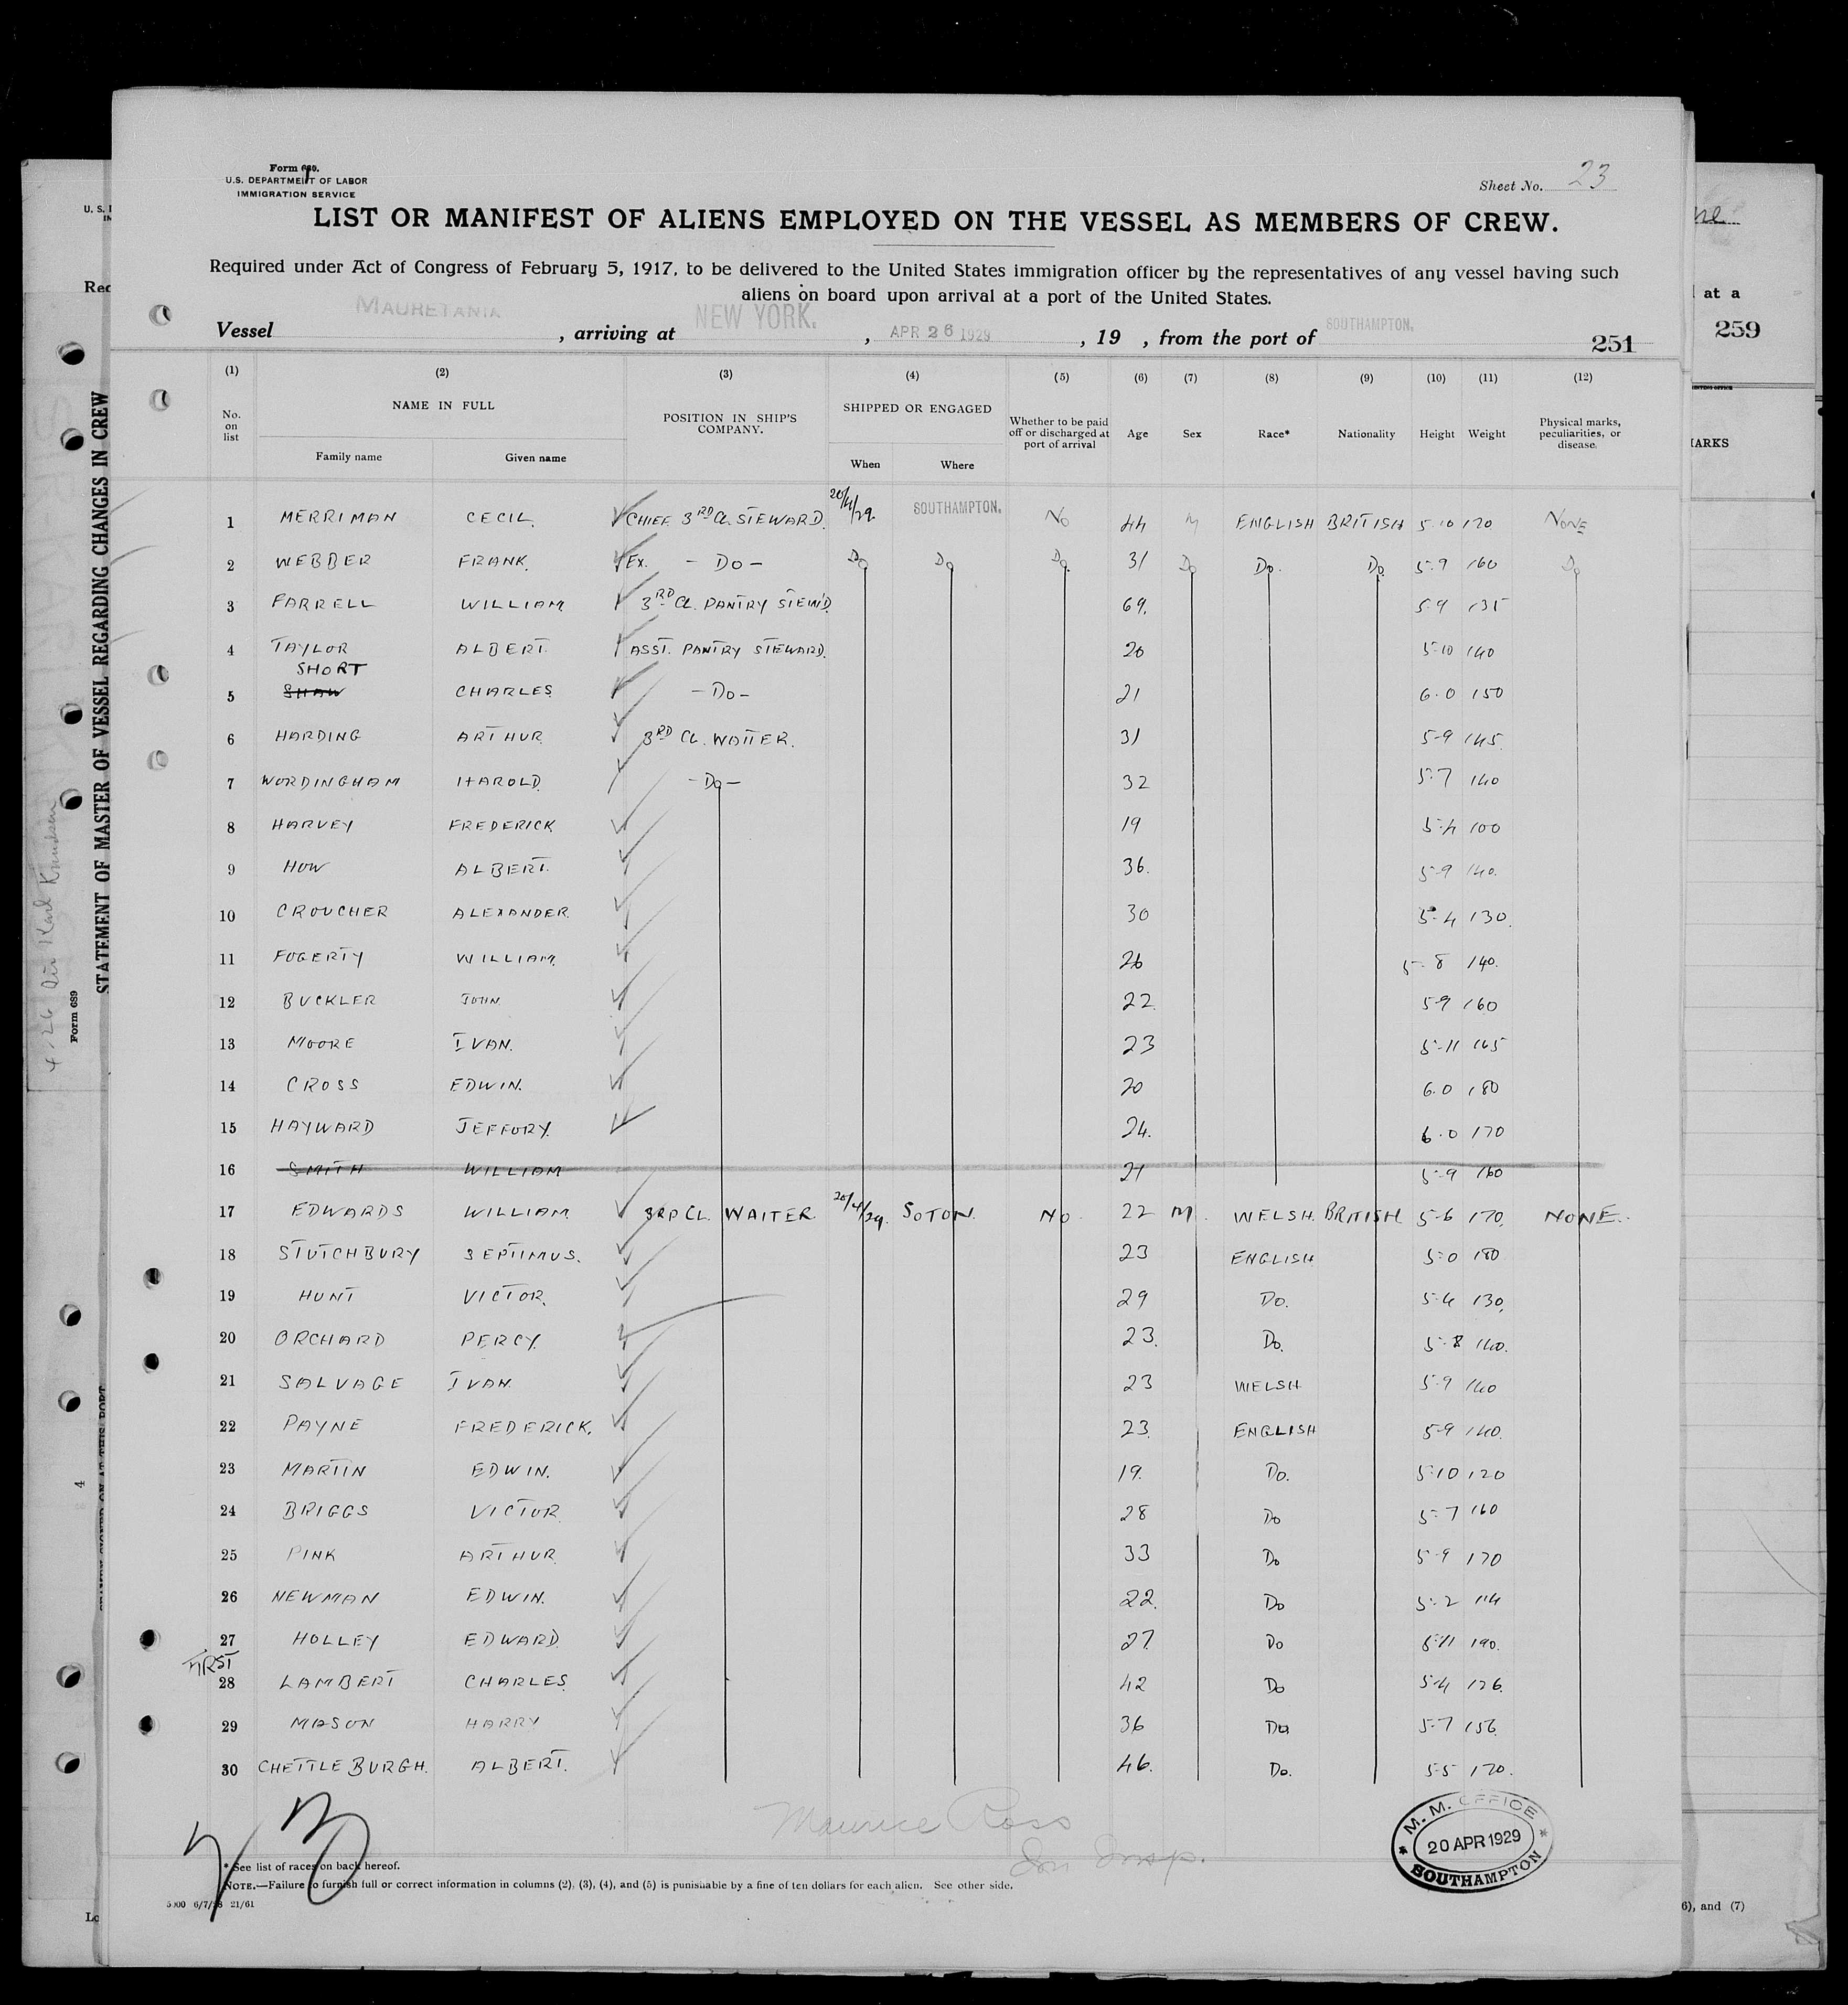 Form 680.
U.S. DEPARTMENT OF LABOR
IMMIGRATION SERVICE
Sheet No. 23
LIST OR MANIFEST OF ALIENS EMPLOYED ON THE VESSEL AS MEMBERS OF CREW.
Required under Act of Congress of February 5, 1917, to be delivered to the United States immigration officer by the representatives of any vessel having such
aliens on board upon arrival at a port of the United States.
Vessel MAURETANIA, arriving at NEW YORK., APR 26 1929, 19 , from the port of SOUTHAMPTON.
251
(1) (2) (3) (4) (5) (6) (7) (8) (9) (10) (11) (12)
No. on list NAME IN FULL Family name Given name POSITION IN SHIP'S COMPANY. SHIPPED OR ENGAGED When Where Whether to be paid off or discharged at port of arrival Age Sex Race* Nationality Height Weight Physical marks, peculiarities, or disease.
1 MERRIMAN CECIL. CHIEF 3RD CL. STEWARD. 20/4/29 SOUTHAMPTON. NO 44 M ENGLISH BRITISH 5-10 170 NONE
2 WEBBER FRANK. EX. - DO - DO DO DO. 31 DO DO. DO 5-9 160 DO
3 FARRELL WILLIAM 3RD CL. PANTRY STEW'D. 69. 5-9 135
4 TAYLOR ALBERT. ASST. PANTRY STEWARD. 20 5-10 140
SHORT
5 SHAW CHARLES - DO - 21 6.0 150
6 HARDING ARTHUR 3RD CL. WAITER. 31 5-9 145.
7 WORDINGHAM HAROLD. - DO - 32 5-7 140
8 HARVEY FREDERICK 19 5-4 100
9 HOW ALBERT. 36. 5-9 140.
10 CROUCHER ALEXANDER. 30 5-4 130.
11 FOGERTY WILLIAM. 26 5-8 140.
12 BUCKLER JOHN 22. 5-9 160
13 MOORE IVAN. 23 5-11 165
14 CROSS EDWIN. 20 6.0 180
15 HAYWARD JEFFORY. 24. 6.0 170
16 SMITH WILLIAM 21 5-9 160
17 EDWARDS WILLIAM 3RD CL. WAITER 20/4/29. SOTON. NO 22 M. WELSH. BRITISH 5-6 170. NONE.
18 STUTCHBURY SEPTIMUS. 23 ENGLISH 5-0 180
19 HUNT VICTOR. 29 DO. 5-4 130.
20 ORCHARD PERCY. 23. DO. 5-8 140.
21 SALVAGE IVAN. 23 WELSH 5-9 140
22 PAYNE FREDERICK. 23. ENGLISH 5-9 140.
23 MARTIN EDWIN. 19. DO. 5-10 120
24 BRIGGS VICTOR 28 DO 5-7 160
25 PINK ARTHUR 33 DO 5-9 170
26 NEWMAN EDWIN. 22. DO 5-2 114
27 HOLLEY EDWARD. 27 DO 5-11 190.
FIRST
28 LAMBERT CHARLES. 42 DO 5-4 126.
29 MASON HARRY 36 DO 5-7 156
30 CHETTLEBURGH. ALBERT. 46. DO. 5-5 170.
Maurice Ross
Imn Insp.
M. M. OFFICE
20 APR 1929
SOUTHAMPTON
* See list of races on back hereof.
NOTE.—Failure to furnish full or correct information in columns (2), (3), (4), and (5) is punishable by a fine of ten dollars for each alien. See other side.
21/61
STATEMENT OF MASTER OF VESSEL REGARDING CHANGES IN CREW
Form 689
4
at a
259
6), and (7)